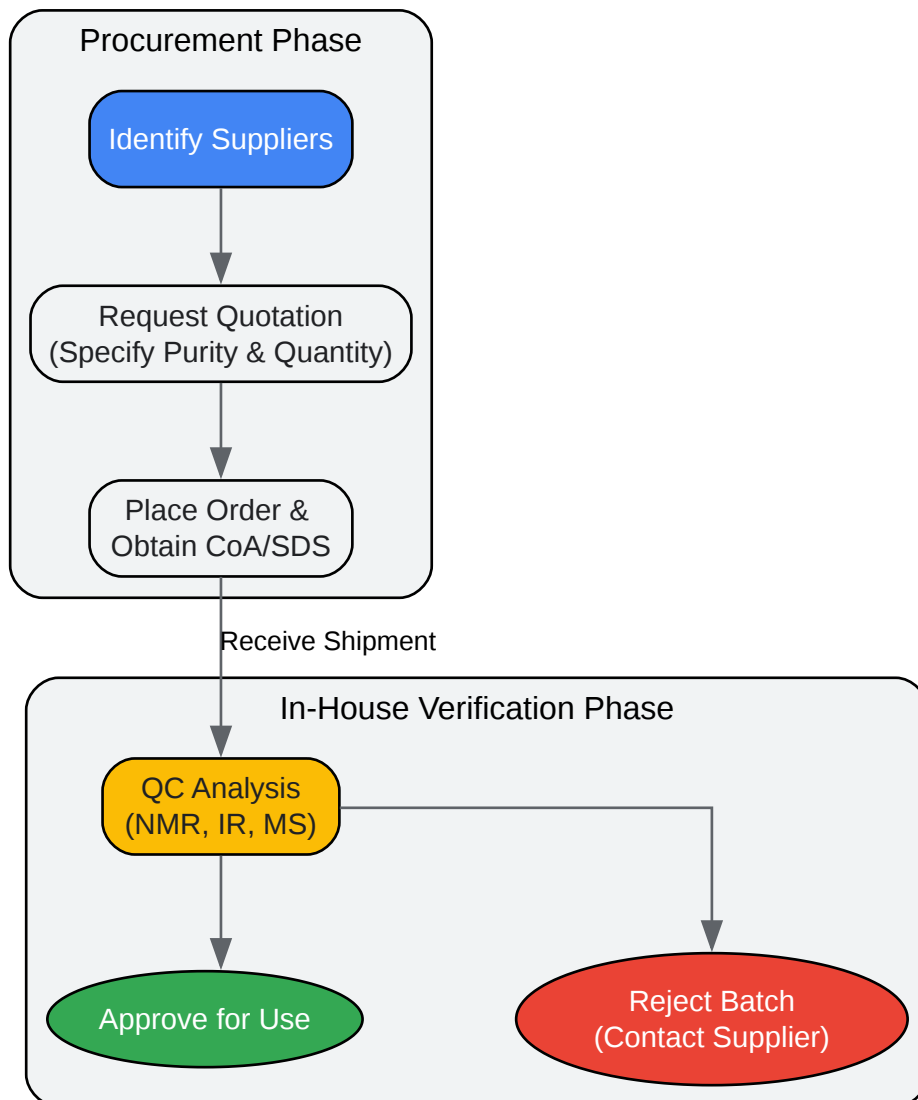 Procurement Phase
Identify Suppliers
Request Quotation
(Specify Purity & Quantity)
Place Order &
Obtain CoA/SDS
Receive Shipment
In-House Verification Phase
QC Analysis
(NMR, IR, MS)
Approve for Use
Reject Batch
(Contact Supplier)